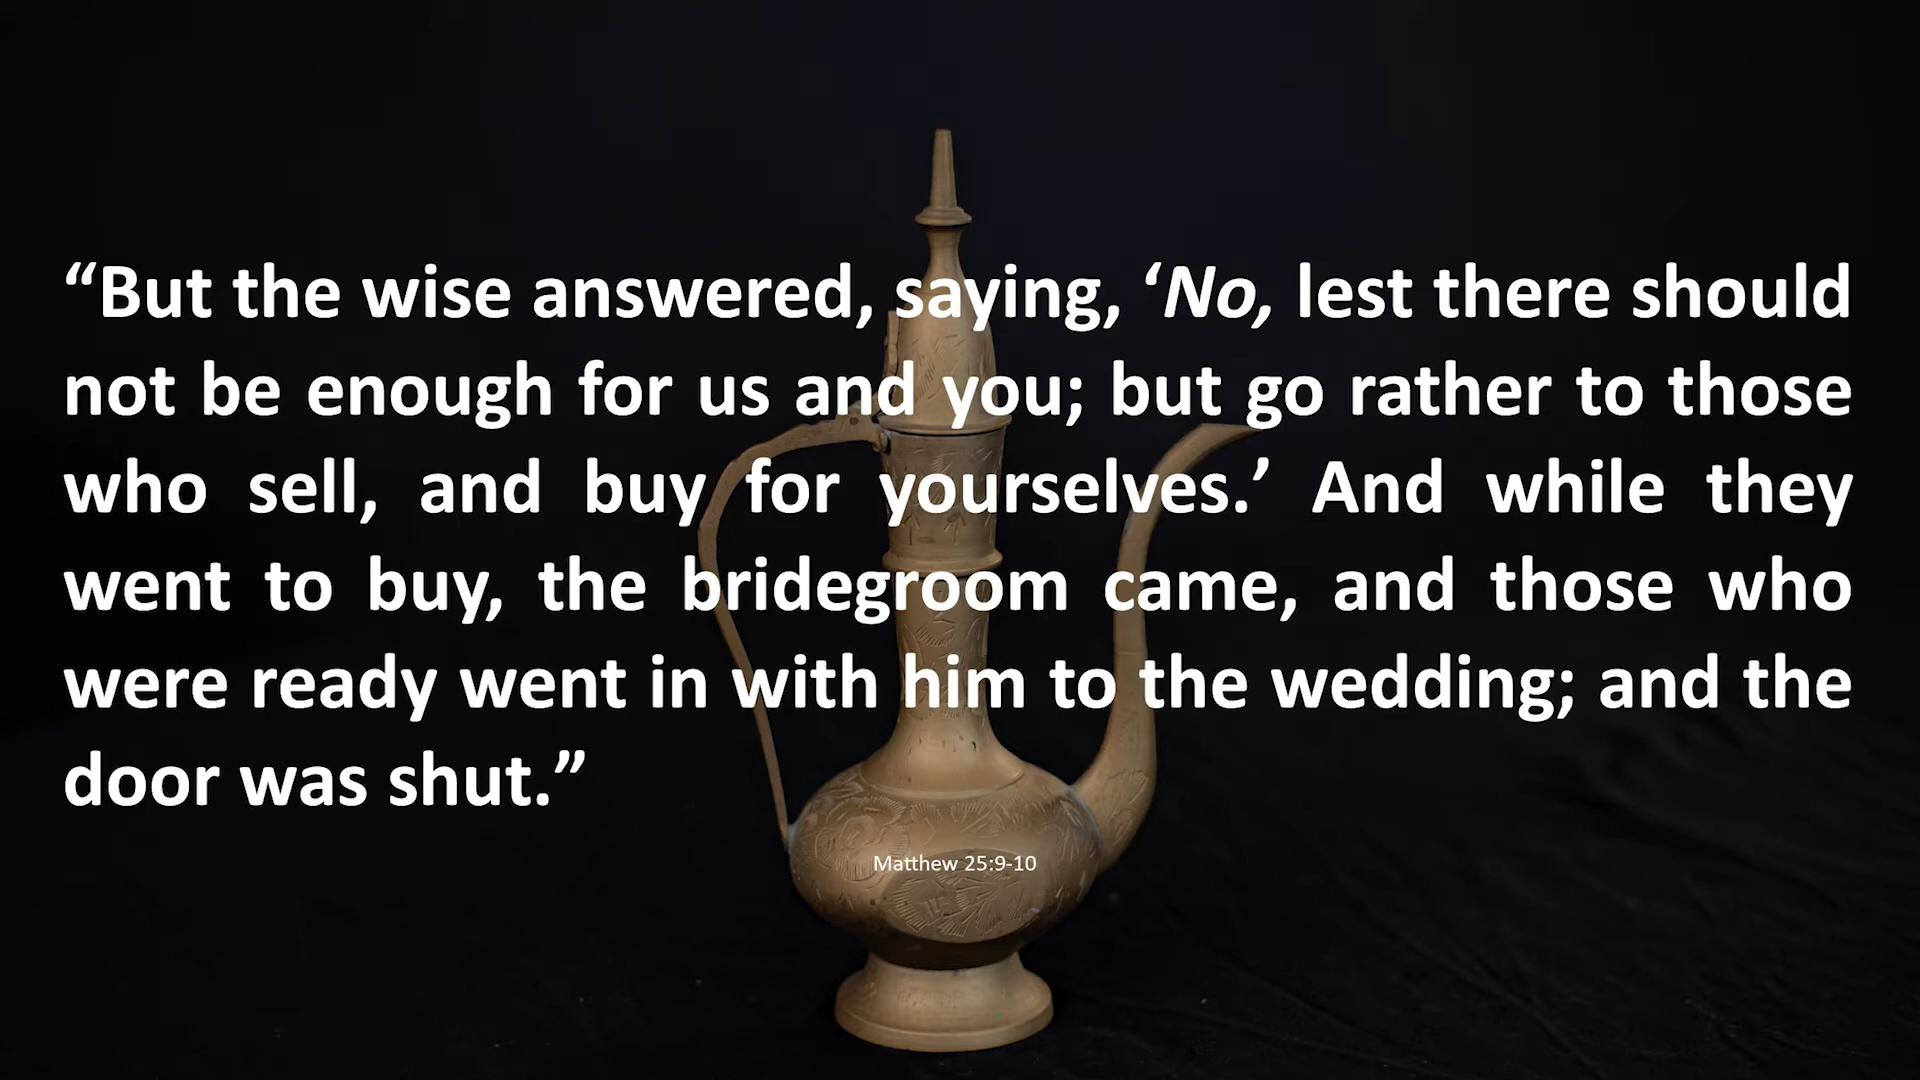 “But the wise answered, saying, ‘No, lest there should
not be enough for us and you; but go rather to those
who sell, and buy for yourselves.’ And while they
went to buy, the bridegroom came, and those who
were ready went in with him to the wedding; and the
door was shut.”
Matthew 25:9-10